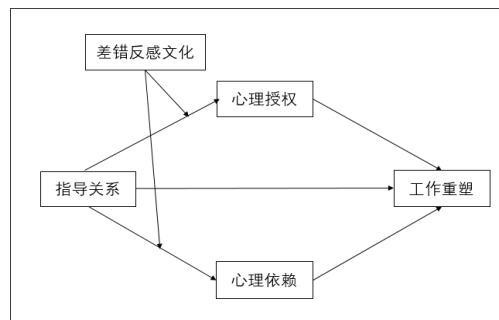 差错反感文化
心理授权
指导关系
工作重塑
心理依赖